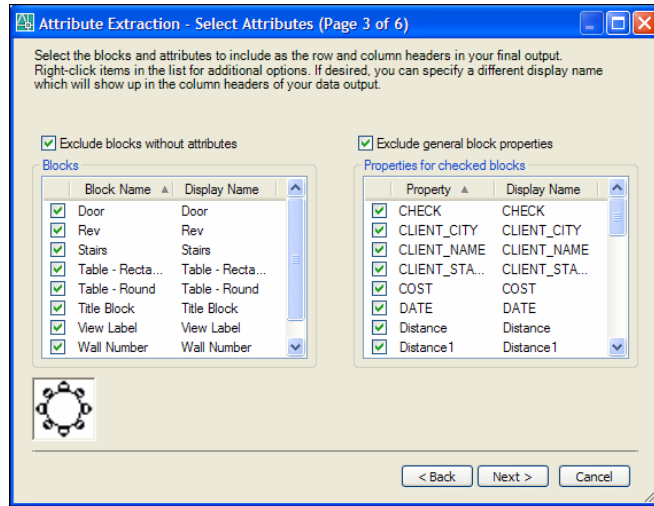 Attribute Extraction - Select Attributes (Page 3 of 6)
Select the blocks and attributes to include as the row and column headers in your final output.
Right-click items in the list for additional options. If desired, you can specify a different display name
which will show up in the column headers of your data output.
Exclude blocks without attributes
Blocks
Block Name Display Name
Door Door
Rev Rev
Stairs Stairs
Table - Recta... Table - Recta...
Table - Round Table - Round
Title Block Title Block
View Label View Label
Wall Number Wall Number
Exclude general block properties
Properties for checked blocks
Property Display Name
CHECK CHECK
CLIENT_CITY CLIENT_CITY
CLIENT_NAME CLIENT_NAME
CLIENT_STA... CLIENT_STA...
COST COST
DATE DATE
Distance Distance
Distance1 Distance1
< Back Next > Cancel